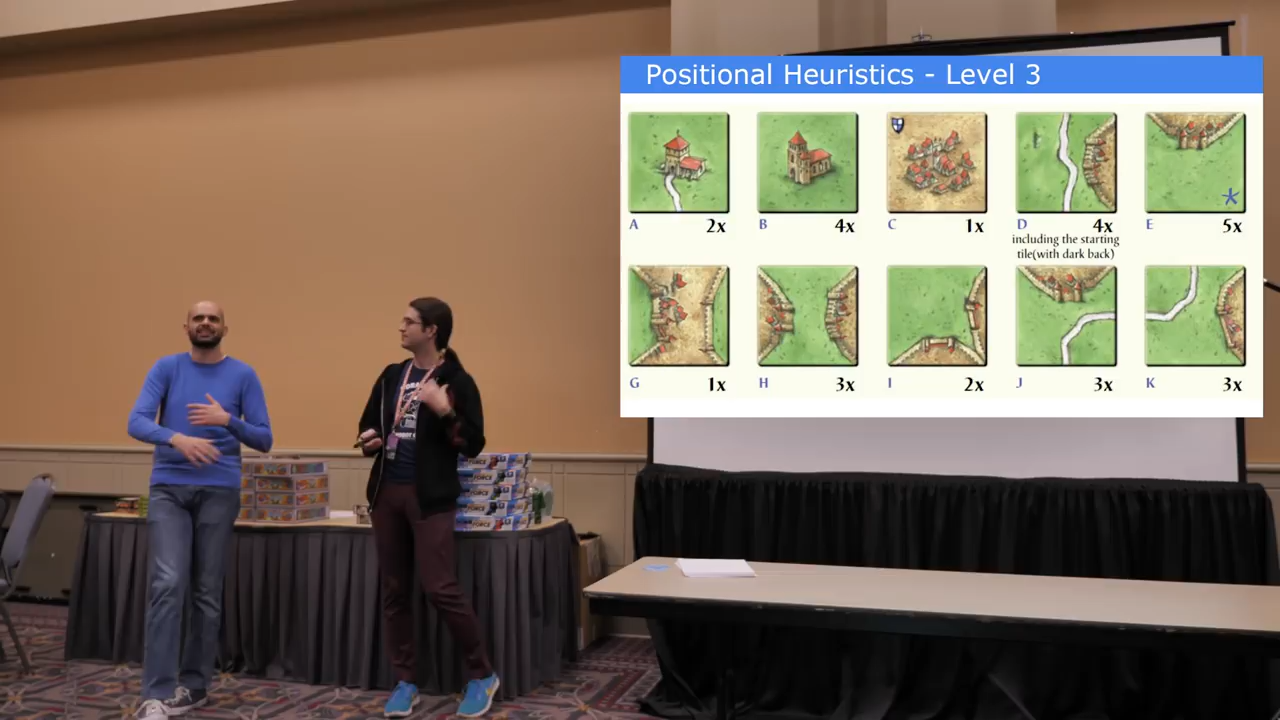 Positional Heuristics - Level 3
A 2x B 4x C 1x D 4x E 5x
including the starting
tile(with dark back)
G 1x H 3x I 2x J 3x K 3x
FORCE